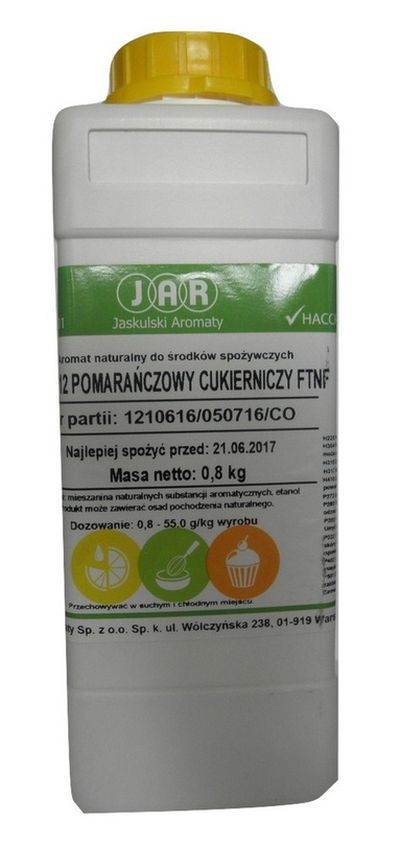 JAR
Jaskulski Aromaty
HACC
Aromat naturalny do środków spożywczych
12 POMARAŃCZOWY CUKIERNICZY FTNF
r partii: 1210616/050716/CO
Najlepiej spożyć przed: 21.06.2017
Masa netto: 0,8 kg
mieszanina naturalnych substancji aromatycznych, etanol
odukt może zawierać osad pochodzenia naturalnego.
Dozowanie: 0,8 - 55,0 g/kg wyrobu
Przechowywać w suchym i chłodnym miejscu.
aty Sp. z o.o. Sp. k. ul. Wólczyńska 238, 01-919 Wars